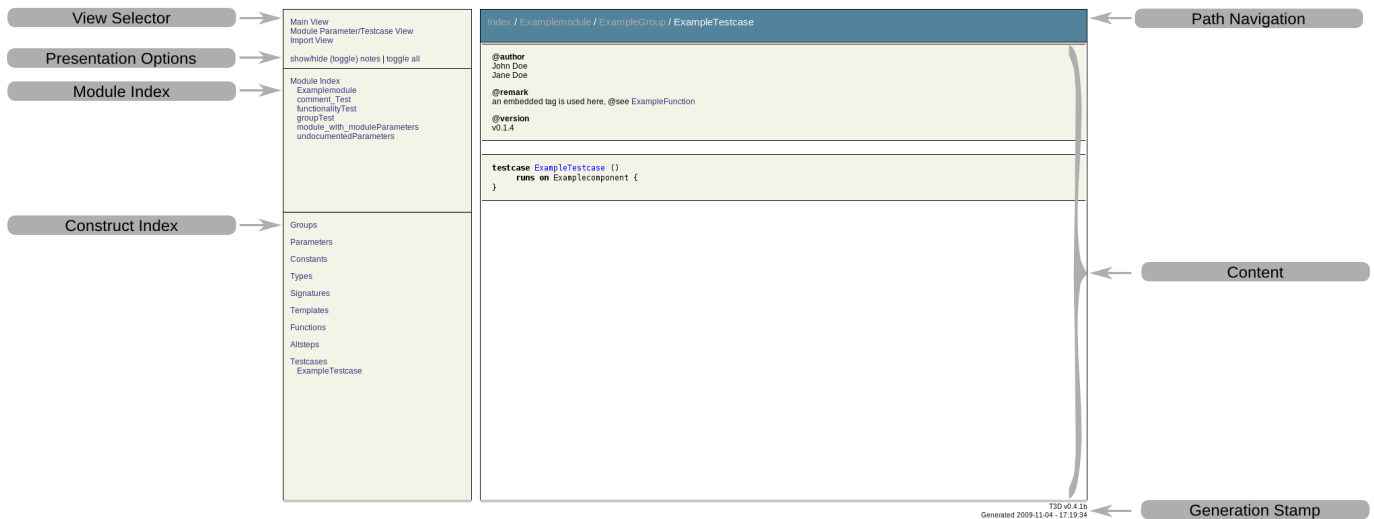 View Selector
Presentation Options
Module Index
Construct Index
Main View
Module Parameter/Testcase View
Import View
show/hide (toggle) notes | toggle all
Module Index
Examplemodule
comment_Test
functionalityTest
groupTest
module_with_moduleParameters
undocumentedParameters
Groups
Parameters
Constants
Types
Signatures
Templates
Functions
Altsteps
Testcases
ExampleTestcase
Index / Examplemodule / ExampleGroup / ExampleTestcase
@author
John Doe
Jane Doe
@remark
an embedded tag is used here, @see ExampleFunction
@version
v0.1.4
testcase ExampleTestcase ()
runs on Examplecomponent {
}
T3D v0.4.1b
Generated 2009-11-04 - 17:19:34
Path Navigation
Content
Generation Stamp